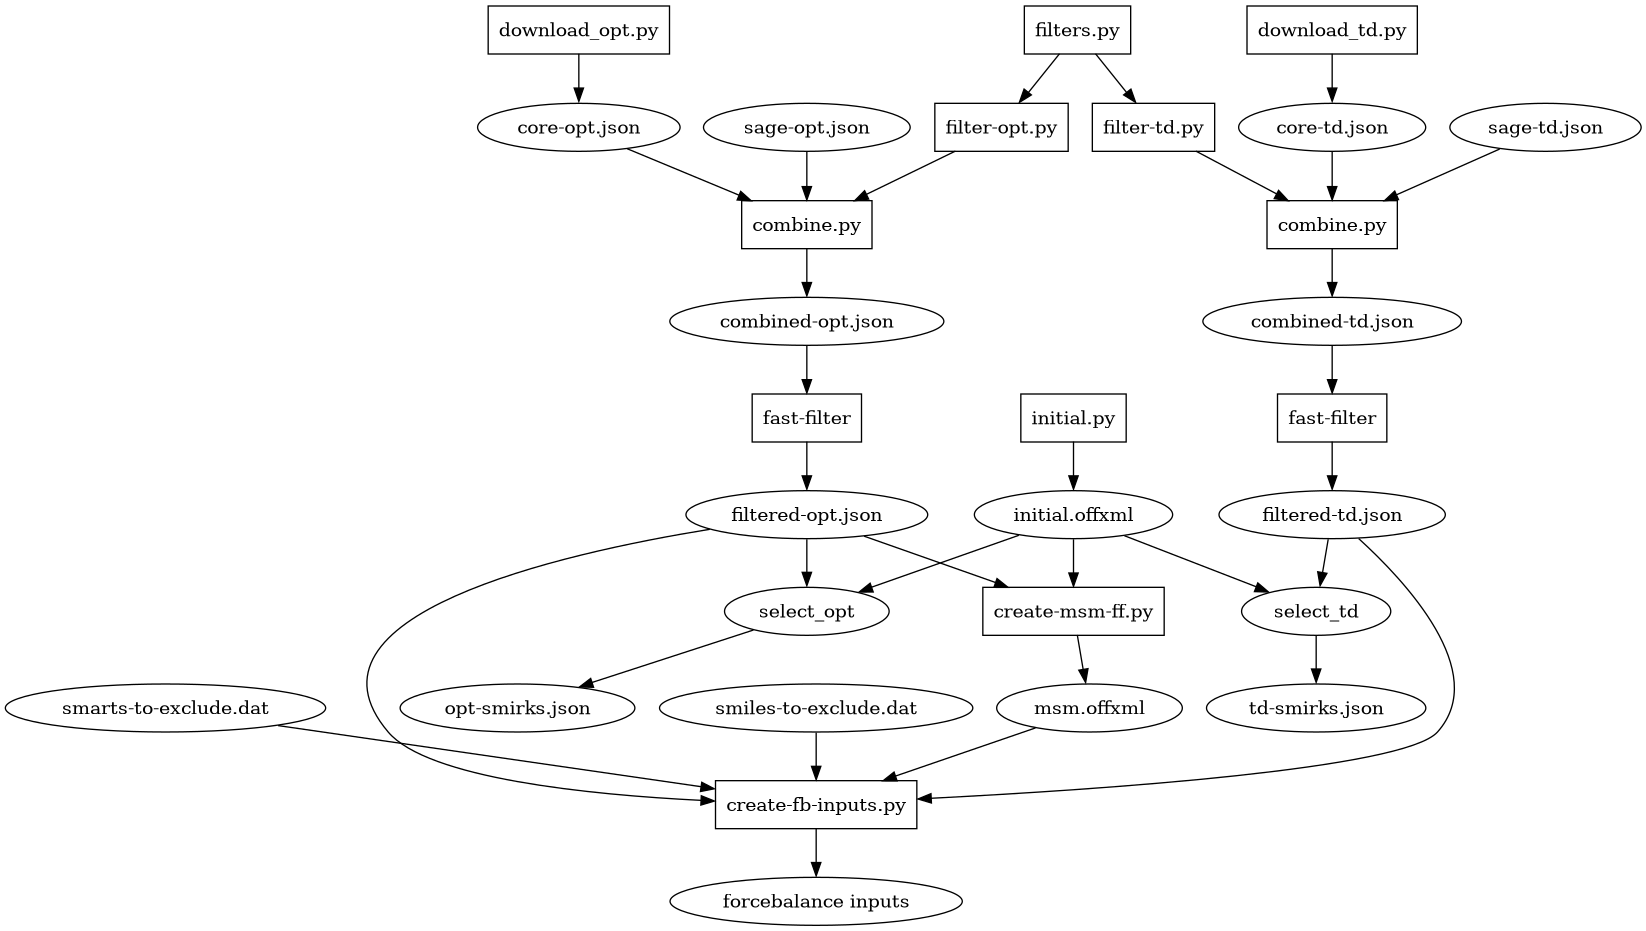 download_opt.py
filters.py
download_td.py
core-opt.json
sage-opt.json
filter-opt.py
filter-td.py
core-td.json
sage-td.json
combine.py
combine.py
combined-opt.json
combined-td.json
fast-filter
initial.py
fast-filter
filtered-opt.json
initial.offxml
filtered-td.json
select_opt
create-msm-ff.py
select_td
smarts-to-exclude.dat
opt-smirks.json
smiles-to-exclude.dat
msm.offxml
td-smirks.json
create-fb-inputs.py
forcebalance inputs